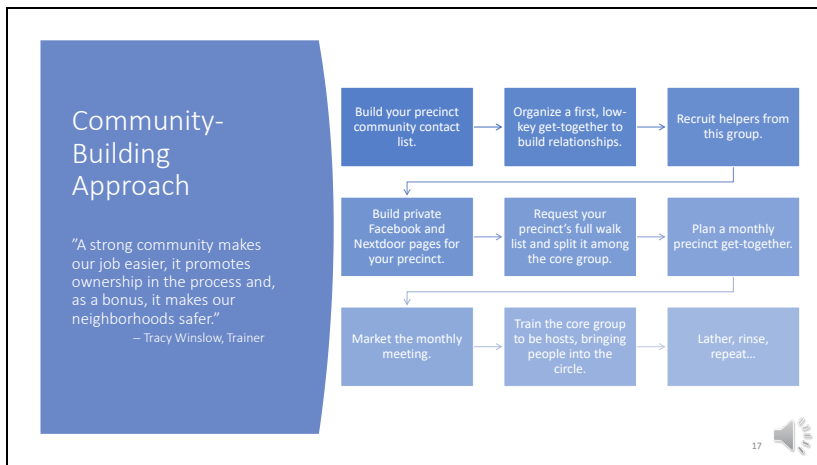 Community-
Building
Approach
”A strong community makes
our job easier, it promotes
ownership in the process and,
as a bonus, it makes our
neighborhoods safer.”
– Tracy Winslow, Trainer
Build your precinct
community contact
list.
Organize a first, low-
key get-together to
build relationships.
Recruit helpers from
this group.
Build private
Facebook and
Nextdoor pages for
your precinct.
Request your
precinct’s full walk
list and split it among
the core group.
Plan a monthly
precinct get-together.
Market the monthly
meeting.
Train the core group
to be hosts, bringing
people into the
circle.
Lather, rinse,
repeat…
17